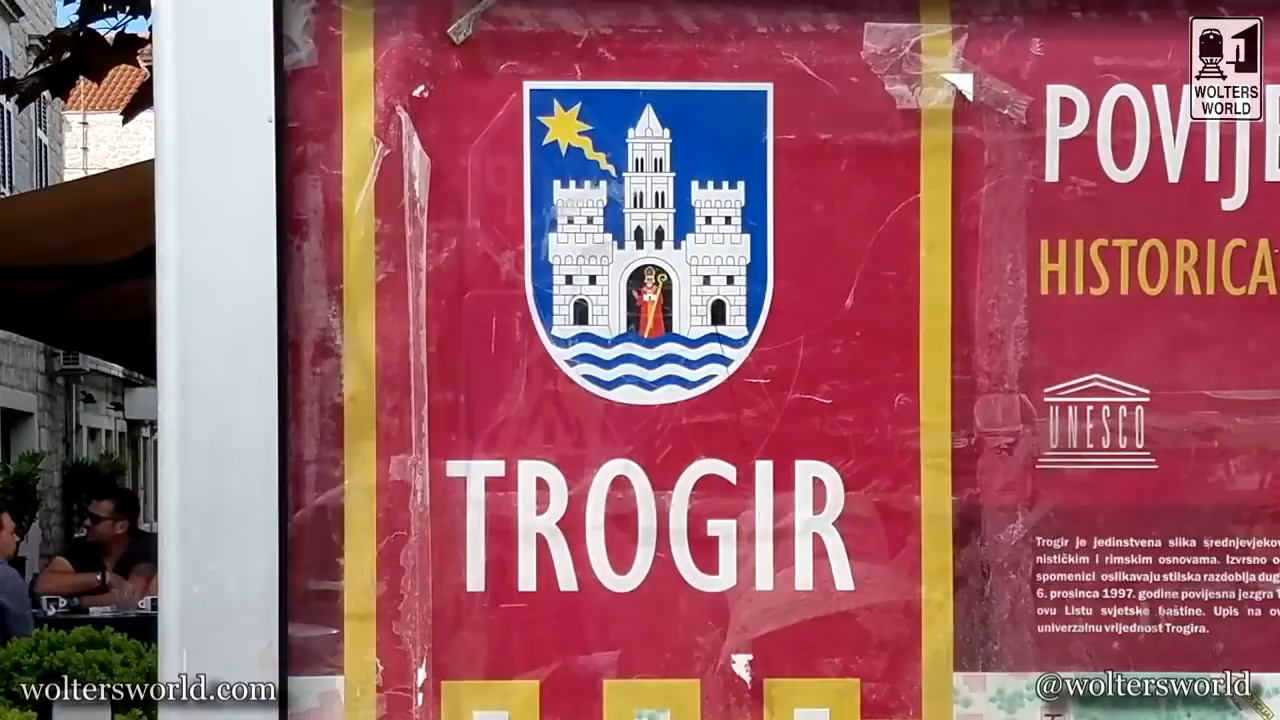 WOLTERS
WORLD
TROGIR
POVIJE
HISTORICA
UNESCO
Trogir je jedinstvena slika srednjevjekov
nističkim i rimskim osnovama. Izvrsno o
spomenici oslikavaju stilska razdoblja dug
6. prosinca 1997. godine povijesna jezgra T
ovu Listu svjetske baštine. Upis na ov
univerzalnu vrijednost Trogira.
woltersworld.com
@woltersworld